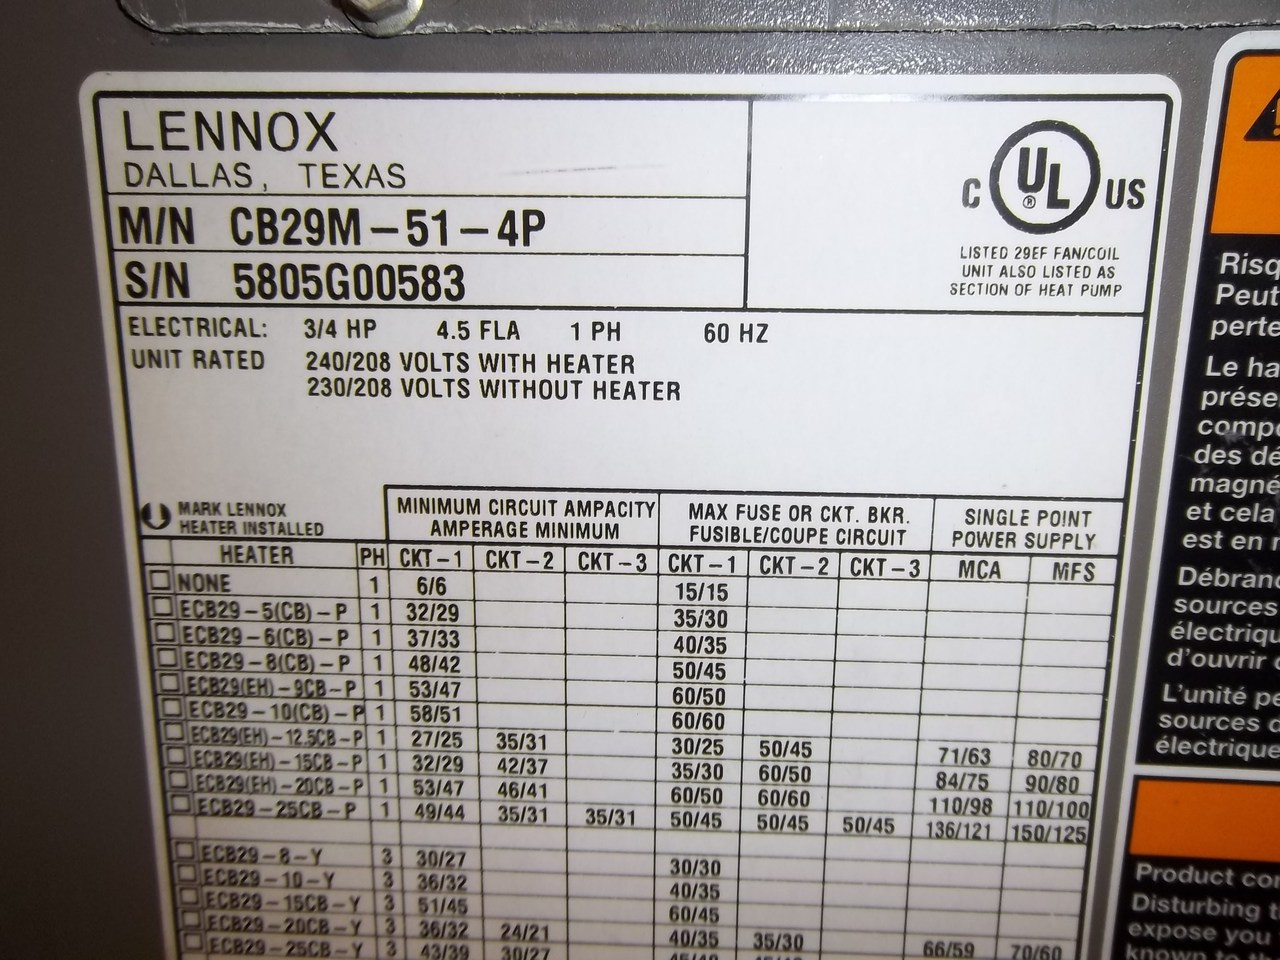 LENNOX
DALLAS, TEXAS
M/N CB29M-51-4P
S/N 5805G00583
C UL ® US
LISTED 29EF FAN/COIL
UNIT ALSO LISTED AS
SECTION OF HEAT PUMP
ELECTRICAL: 3/4 HP 4.5 FLA 1 PH 60 HZ
UNIT RATED 240/208 VOLTS WITH HEATER
230/208 VOLTS WITHOUT HEATER
MARK LENNOX
HEATER INSTALLED
MINIMUM CIRCUIT AMPACITY
AMPERAGE MINIMUM
MAX FUSE OR CKT. BKR.
FUSIBLE/COUPE CIRCUIT
SINGLE POINT
POWER SUPPLY
HEATER PH CKT-1 CKT-2 CKT-3 CKT-1 CKT-2 CKT-3 MCA MFS
NONE 1 6/6 15/15
ECB29-5(CB)-P 1 32/29 35/30
ECB29-6(CB)-P 1 37/33 40/35
ECB29-8(CB)-P 1 48/42 50/45
ECB29(EH)-9CB-P 1 53/47 60/50
ECB29-10(CB)-P 1 58/51 60/60
ECB29(EH)-12.5CB-P 1 27/25 35/31 30/25 50/45 71/63 80/70
ECB29(EH)-15CB-P 1 32/29 42/37 35/30 60/50 84/75 90/80
ECB29(EH)-20CB-P 1 53/47 46/41 60/50 60/60 110/98 110/100
ECB29-25CB-P 1 49/44 35/31 35/31 50/45 50/45 50/45 136/121 150/125
ECB29-8-Y 3 30/27 30/30
ECB29-10-Y 3 36/32 40/35
ECB29-15CB-Y 3 51/45 60/45
ECB29-20CB-Y 3 36/32 24/21 40/35 35/30 66/59 70/60
ECB29-25CB-Y 3 43/39 30/27
Risq
Peut
perte
Le ha
prése
compo
des dé
magné
et cela
est en
Débranc
sources
électriqu
d'ouvrir
L'unité pe
sources d
électrique
Product con
Disturbing t
expose you
known to